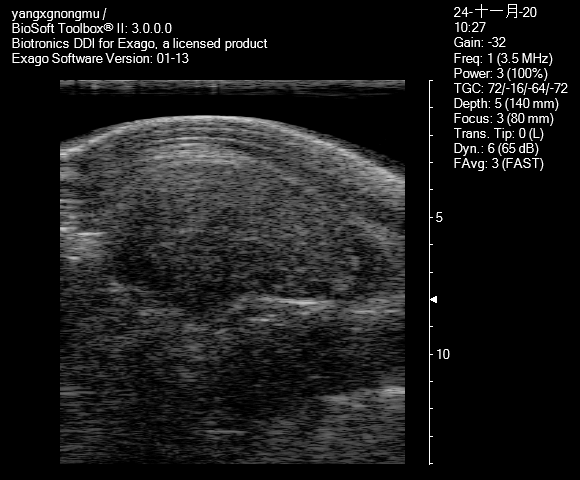 yangxgnongmu /
BioSoft Toolbox® II: 3.0.0.0
Biotronics DDI for Exago, a licensed product
Exago Software Version: 01-13
24-十一月-20
10:27
Gain: -32
Freq: 1 (3.5 MHz)
Power: 3 (100%)
TGC: 72/-16/-64/-72
Depth: 5 (140 mm)
Focus: 3 (80 mm)
Trans. Tip: 0 (L)
Dyn.: 6 (65 dB)
FAvg: 3 (FAST)
5
10